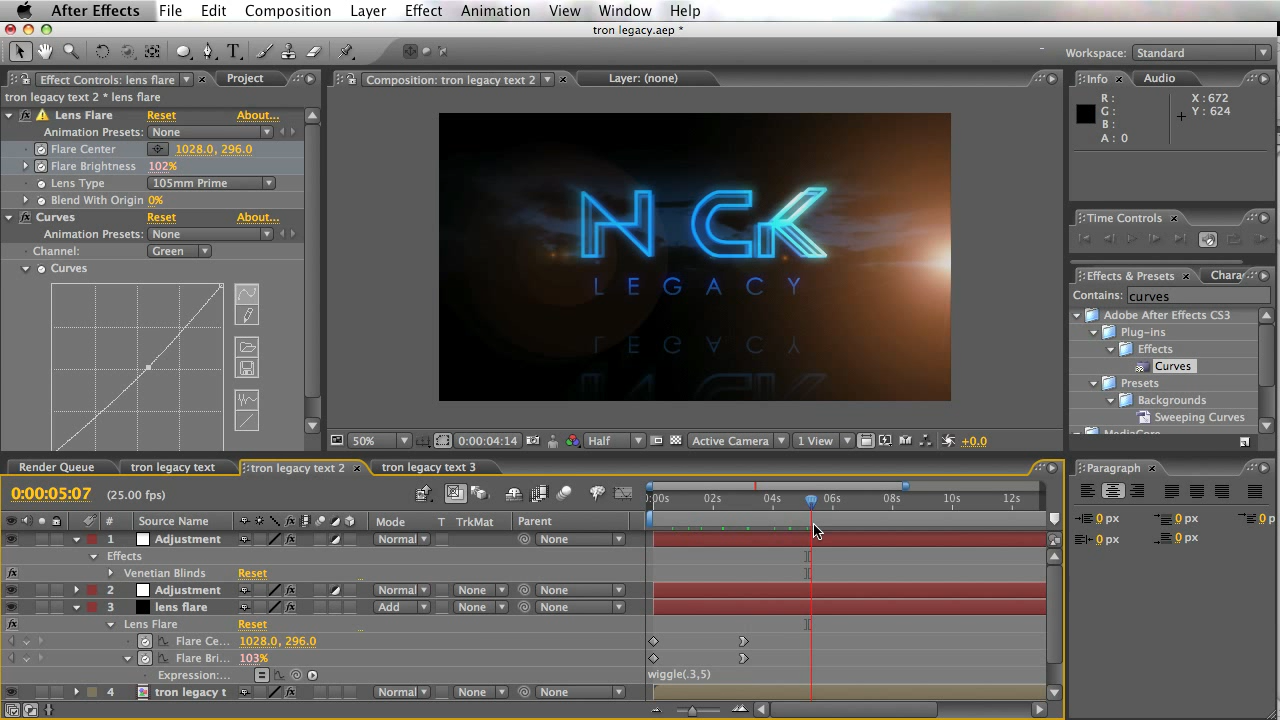 After Effects File Edit Composition Layer Effect Animation View Window Help
tron legacy.aep *
Workspace: Standard
Effect Controls: lens flare Project
Composition: tron legacy text 2 Layer: (none)
Info Audio
tron legacy text 2 * lens flare
Lens Flare Reset About...
Animation Presets: None
Flare Center 1028.0, 296.0
Flare Brightness 102%
Lens Type 105mm Prime
Blend With Origin 0%
Curves Reset About...
Animation Presets: None
Channel: Green
Curves
N CK
LEGACY
LEGACY
N CK
R :
G :
B :
A : 0
X : 672
Y : 624
Time Controls
Effects & Presets Chara
Contains: curves
Adobe After Effects CS3
Plug-ins
Effects
Curves
Presets
Backgrounds
Sweeping Curves
50% 0:00:04:14 Half Active Camera 1 View +0.0
Render Queue tron legacy text tron legacy text 2 tron legacy text 3
Paragraph
0:00:05:07 (25.00 fps)
:00s 02s 04s 06s 08s 10s 12s
# Source Name Mode T TrkMat Parent
1 Adjustment Normal None
Effects
Venetian Blinds Reset
2 Adjustment Normal None None
3 lens flare Add None None
Lens Flare Reset
Flare Ce... 1028.0, 296.0
Flare Bri... 103%
Expression:... wiggle(.3,5)
4 tron legacy t Normal None None
0 px 0 px 0 p
0 px 0 px